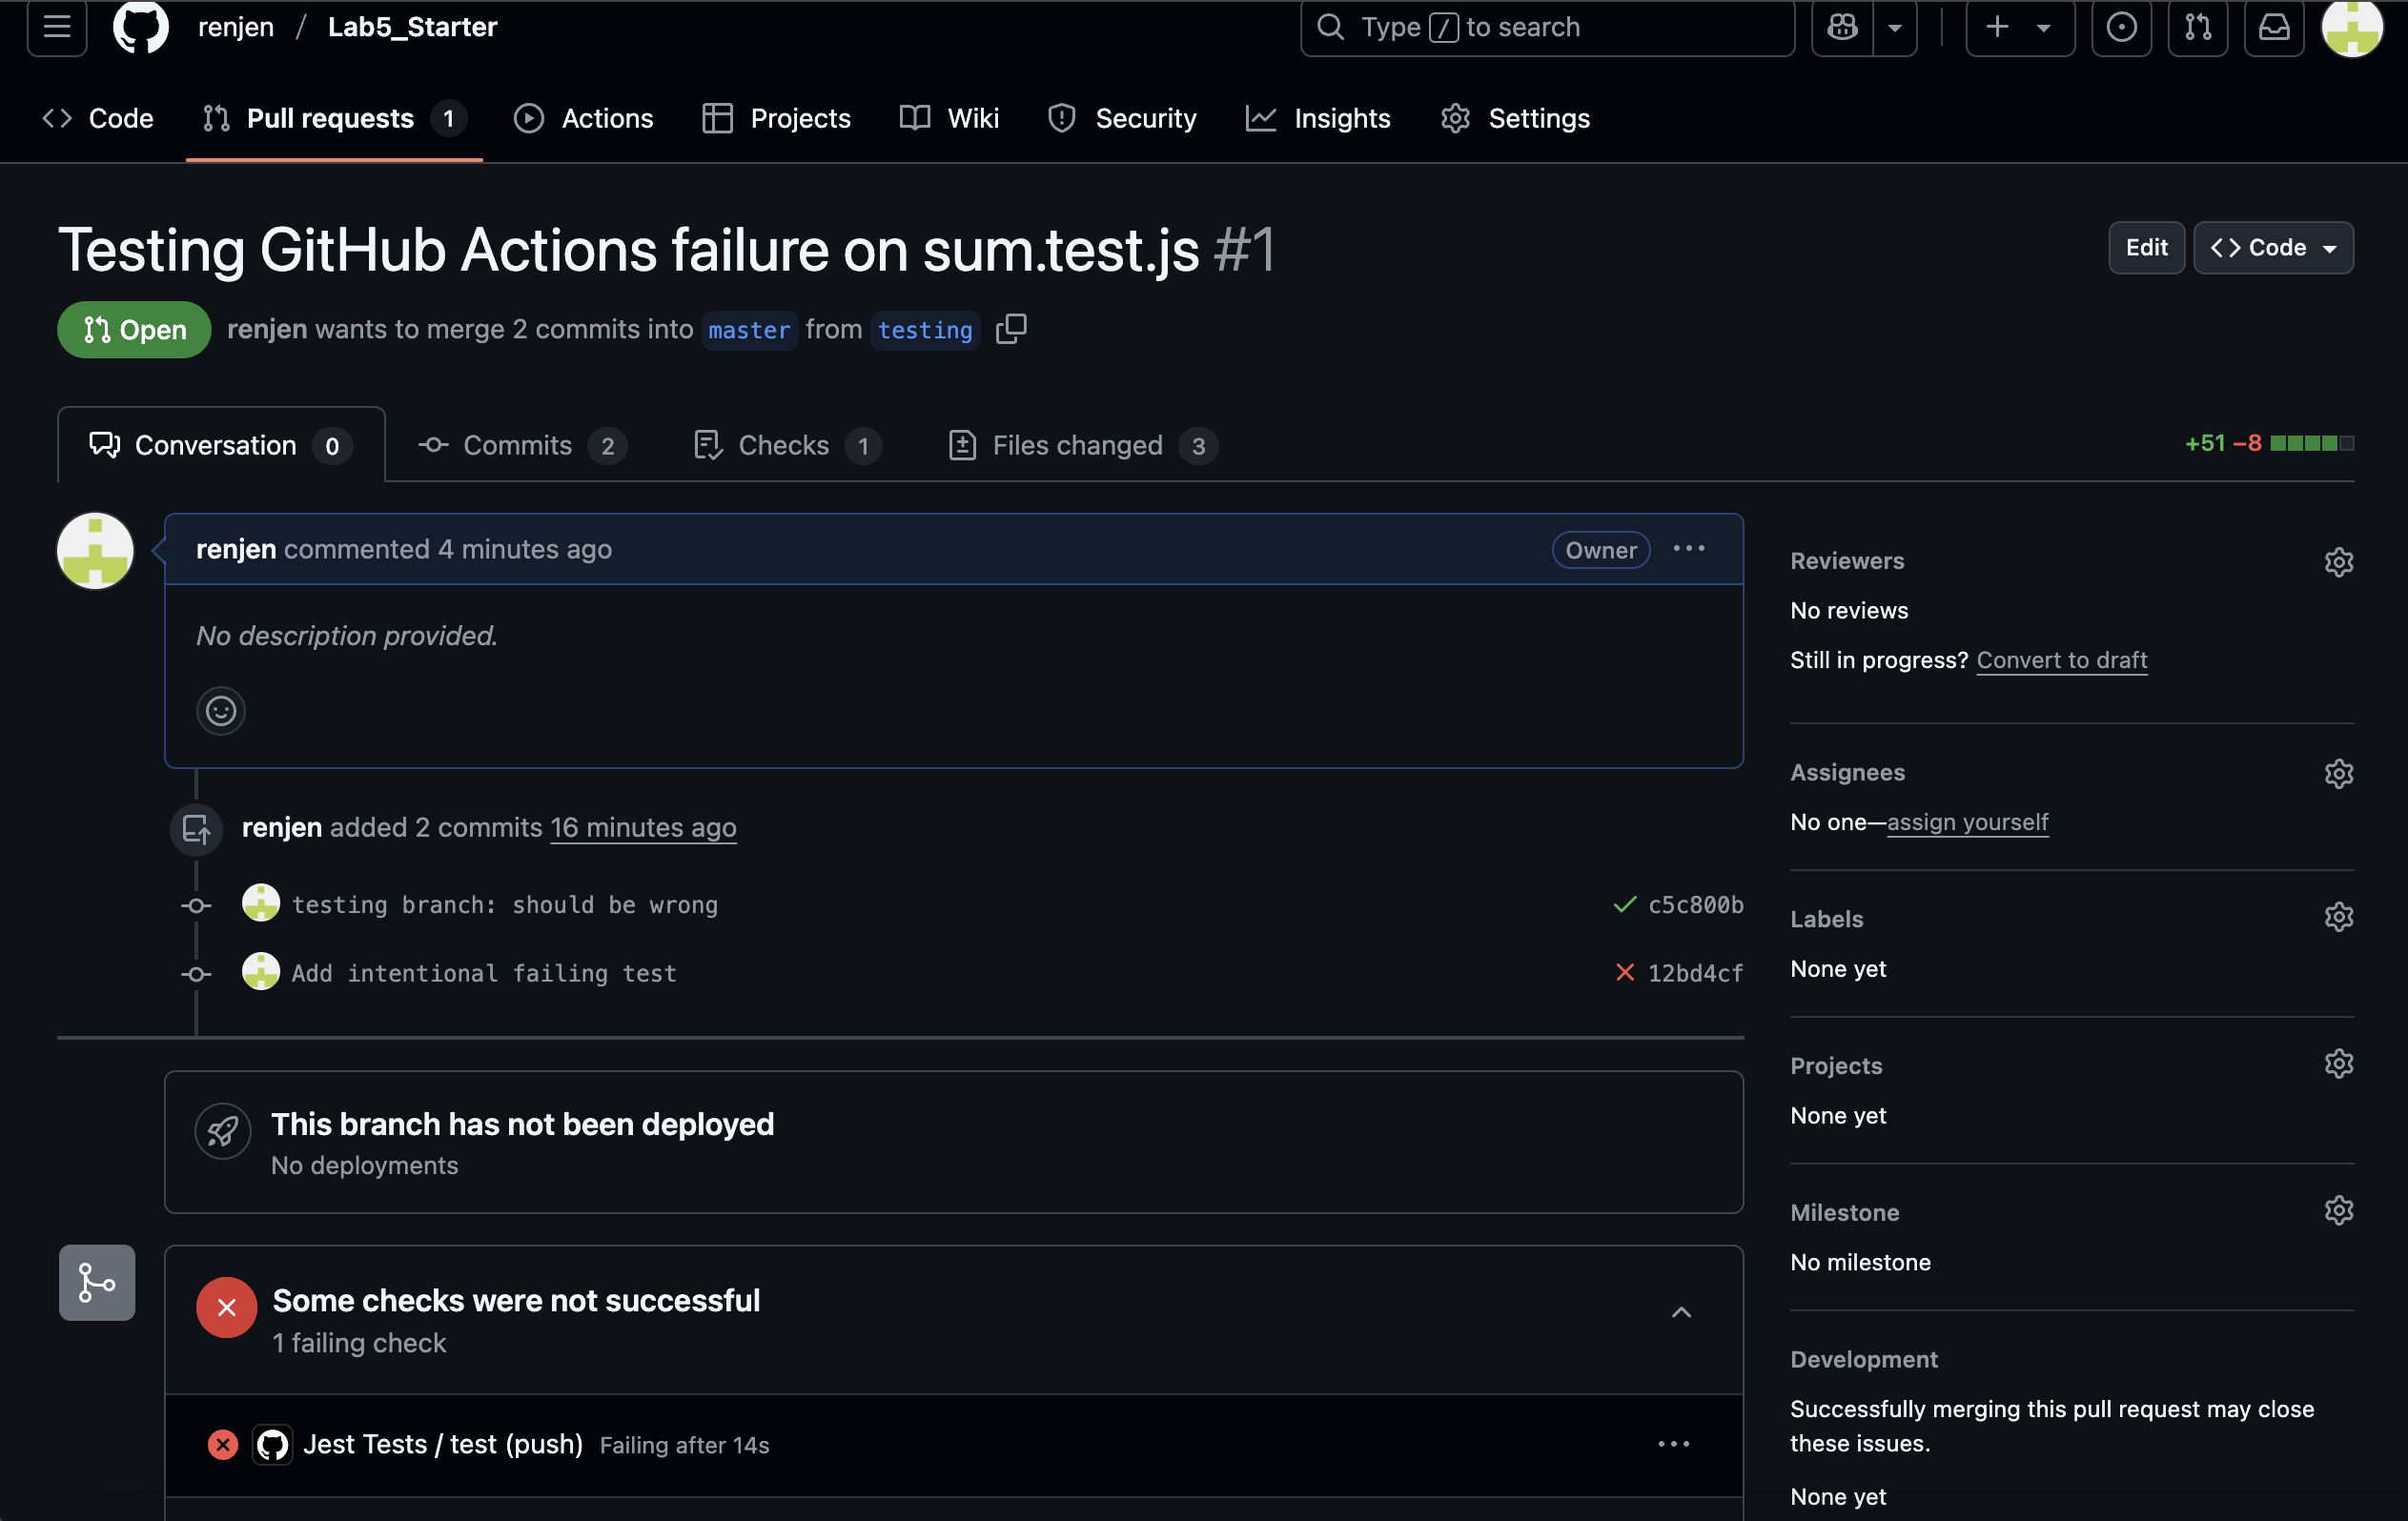 renjen / Lab5_Starter
Type / to search
Code
Pull requests 1
Actions
Projects
Wiki
Security
Insights
Settings
Testing GitHub Actions failure on sum.test.js #1
Edit
Code
Open
renjen wants to merge 2 commits into master from testing
Conversation 0
Commits 2
Checks 1
Files changed 3
+51 −8
renjen commented 4 minutes ago
Owner
No description provided.
renjen added 2 commits 16 minutes ago
testing branch: should be wrong
c5c800b
Add intentional failing test
12bd4cf
This branch has not been deployed
No deployments
Some checks were not successful
1 failing check
Jest Tests / test (push) Failing after 14s
Reviewers
No reviews
Still in progress? Convert to draft
Assignees
No one—assign yourself
Labels
None yet
Projects
None yet
Milestone
No milestone
Development
Successfully merging this pull request may close
these issues.
None yet